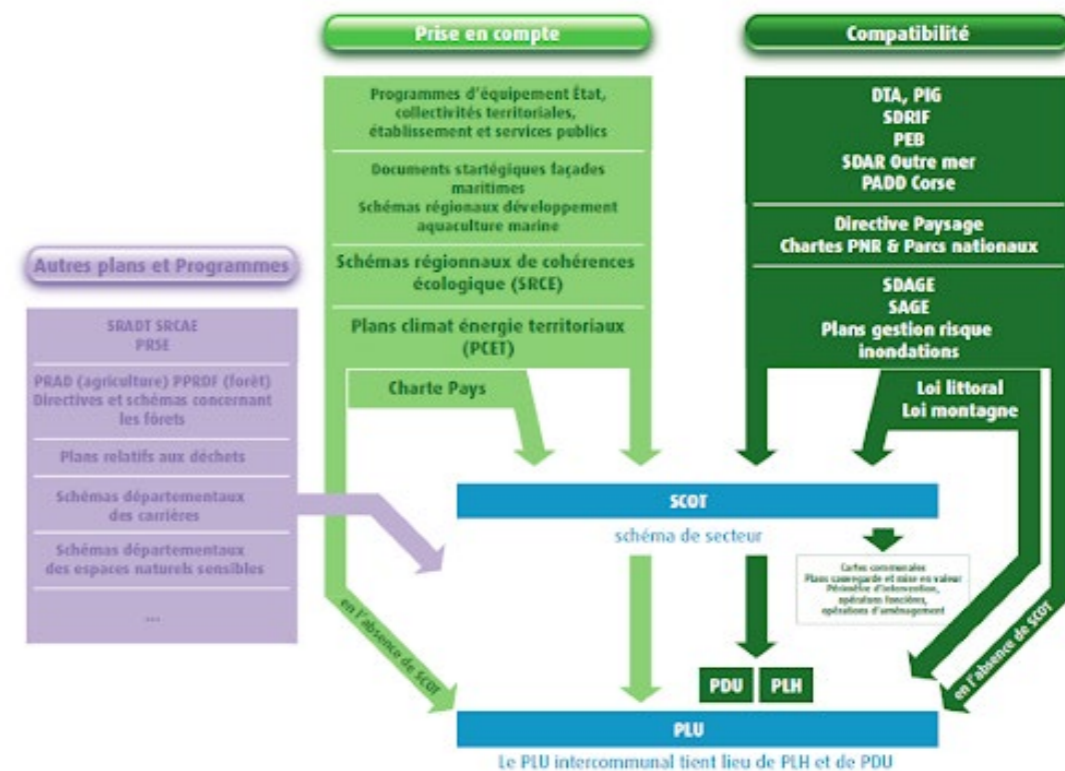 Prise en compte
Programmes d'équipement État,
collectivités territoriales,
établissement et services publics
Documents startégiques façades
maritimes
Schémas régionaux développement
aquaculture marine
Schémas régionnaux de cohérences
écologique (SRCE)
Plans climat énergie territoriaux
(PCET)
Charte Pays
Compatibilité
DTA, PIG
SDRIF
PEB
SDAR Outre mer
PADD Corse
Directive Paysage
Chartes PNR & Parcs nationaux
SDAGE
SAGE
Plans gestion risque
inondations
Loi littoral
Loi montagne
Autres plans et Programmes
SRADT SRCAE
PRSE
PRAD (agriculture) PPRDF (forêt)
Directives et schémas concernant
les fôrets
Plans relatifs aux déchets
Schémas départementaux
des carrières
Schémas départementaux
des espaces naturels sensibles
...
SCOT
schéma de secteur
Cartes communales
Plans sauvegarde et mise en valeur
Périmètre d'intervention,
opérations foncières,
opérations d'aménagement
en l'absence de SCOT
en l'absence de SCOT
PDU
PLH
PLU
Le PLU intercommunal tient lieu de PLH et de PDU